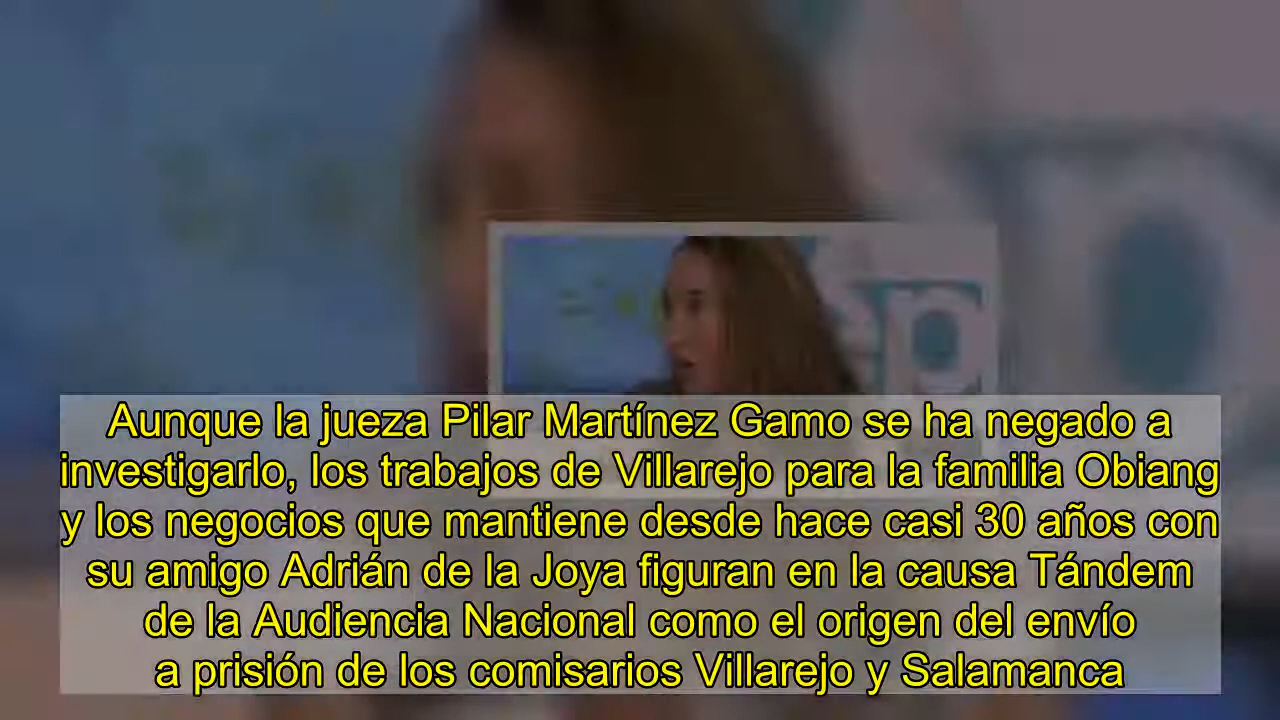 Aunque la jueza Pilar Martínez Gamo se ha negado a
investigarlo, los trabajos de Villarejo para la familia Obiang
y los negocios que mantiene desde hace casi 30 años con
su amigo Adrián de la Joya figuran en la causa Tándem
de la Audiencia Nacional como el origen del envío
a prisión de los comisarios Villarejo y Salamanca